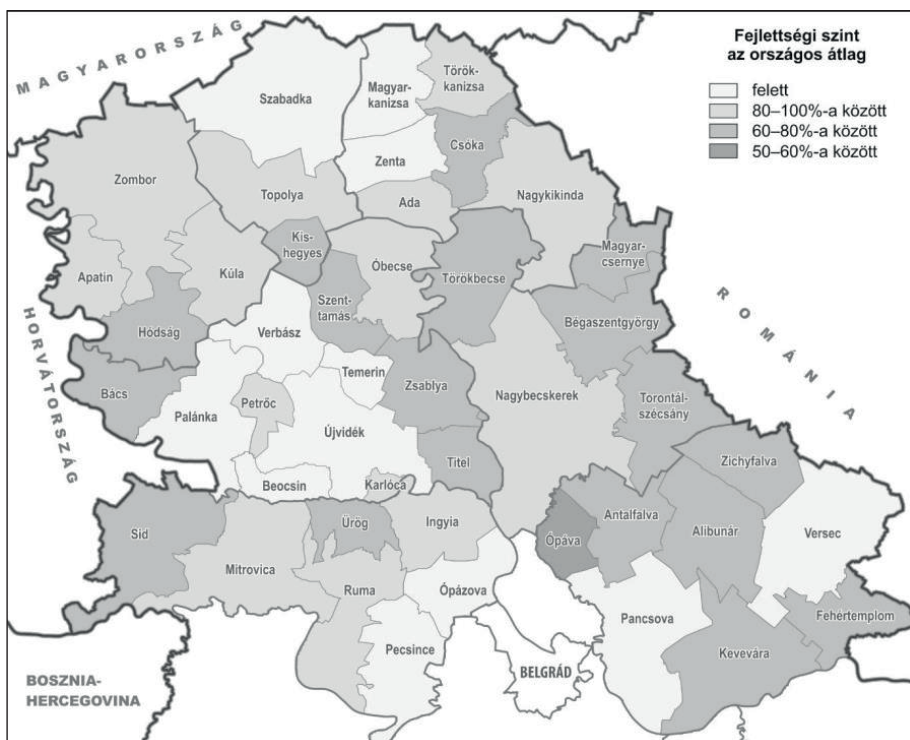 MAGYARORSZÁG
Fejlettségi szint
az országos átlag
felett
80–100%-a között
60–80%-a között
50–60%-a között
Szabadka
Magyar-
kanizsa
Török-
kanizsa
Csóka
Zenta
Zombor
Topolya
Ada
Nagykikinda
Kis-
hegyes
Óbecse
Törökbecse
Magyar-
csernye
Apatin
Kúla
Szent-
tamás
Bégaszentgyörgy
Hódság
Verbász
ROMÁNIA
HORVÁTORSZÁG
Temerin
Zsablya
Bács
Palánka
Petrőc
Nagybecskerek
Torontál-
szécsány
Újvidék
Titel
Zichyfalva
Beocsin
Karlóca
Sid
Ürög
Ingyia
Ópáva
Antalfalva
Alibunár
Versec
Mitrovica
Ruma
Ópázova
Pancsova
Fehértemplom
Pecsince
Kevevára
BELGRÁD
BOSZNIA-
HERCEGOVINA